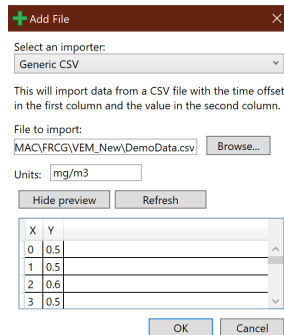 Add File
Select an importer:
Generic CSV
This will import data from a CSV file with the time offset
in the first column and the value in the second column.
File to import:
MAC\FRCG\VEM_New\DemoData.csv Browse...
Units: mg/m3
Hide preview Refresh
X Y
0 0.5
1 0.5
2 0.6
3 0.5
OK Cancel